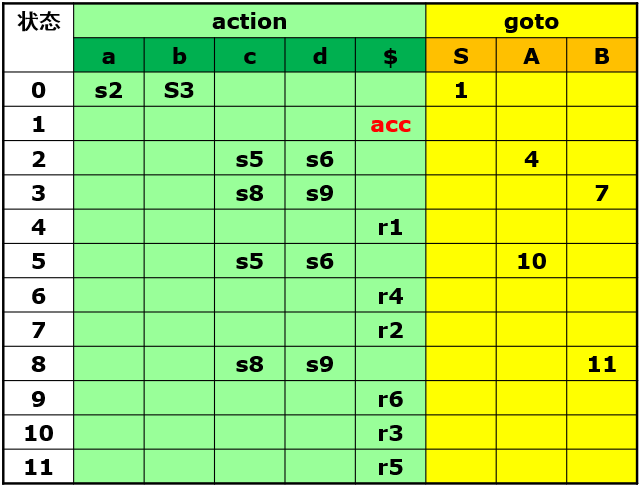 状态 action goto
a b c d $ S A B
0 s2 S3 1
1 acc
2 s5 s6 4
3 s8 s9 7
4 r1
5 s5 s6 10
6 r4
7 r2
8 s8 s9 11
9 r6
10 r3
11 r5